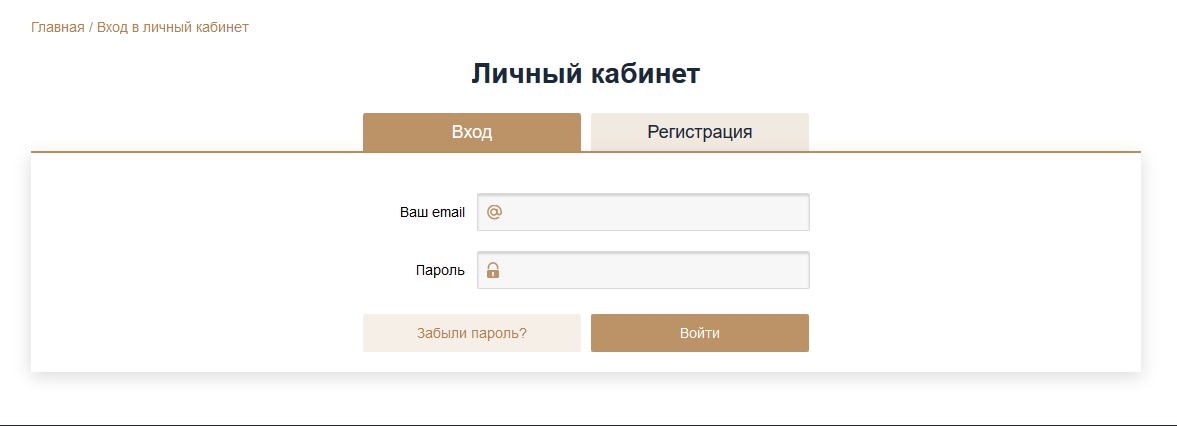 Главная / Вход в личный кабинет
Личный кабинет
Вход
Регистрация
Ваш email
@
Пароль
Забыли пароль?
Войти